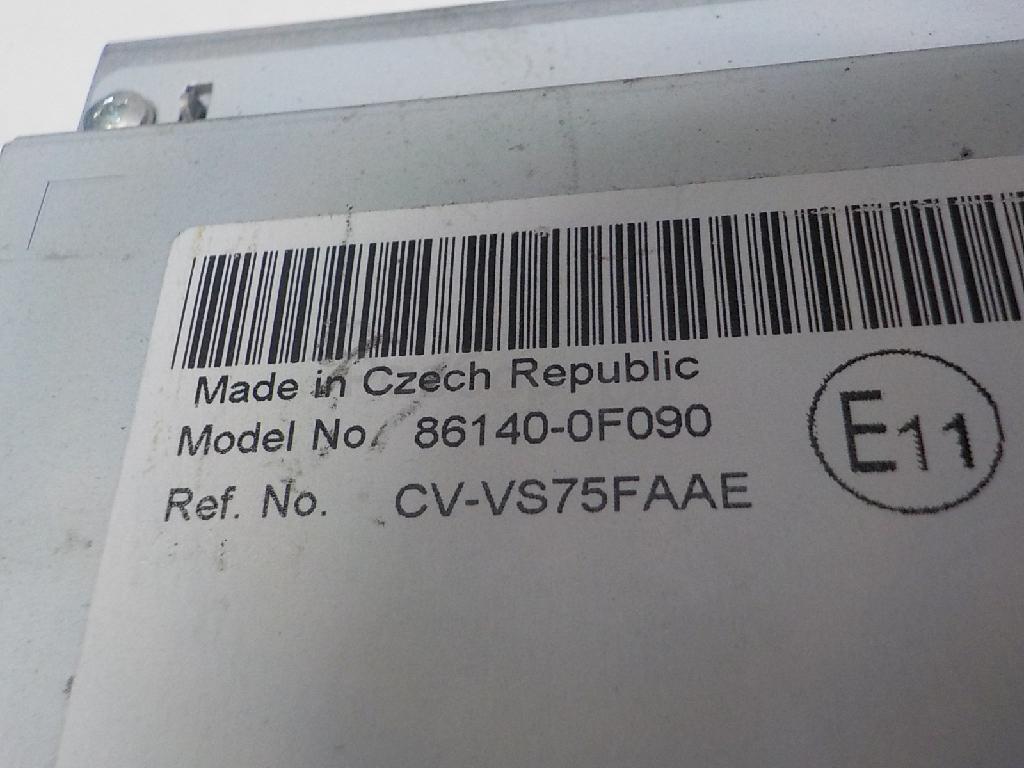 Made in Czech Republic
Model No. 86140-0F090
Ref. No. CV-VS75FAAE
E11